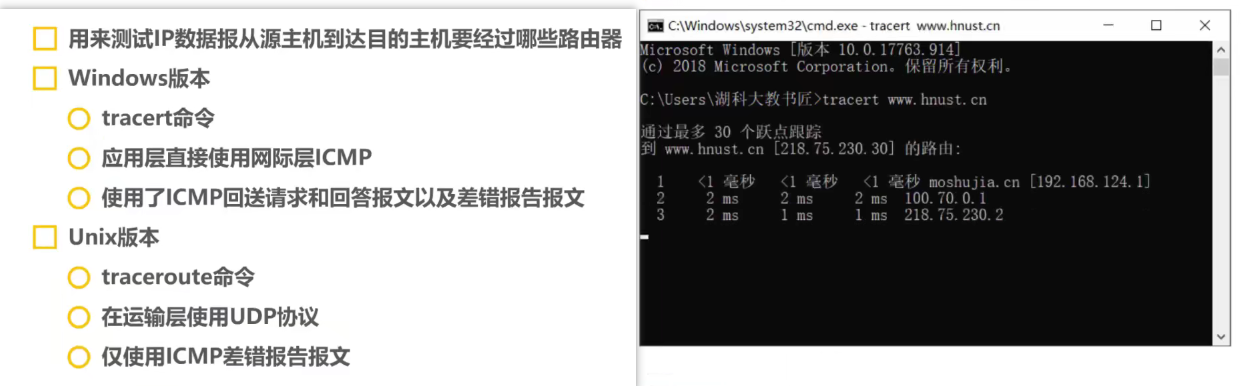 用来测试IP数据报从源主机到达目的主机要经过哪些路由器
Windows版本
tracert命令
应用层直接使用网际层ICMP
使用了ICMP回送请求和回答报文以及差错报告报文
Unix版本
traceroute命令
在运输层使用UDP协议
仅使用ICMP差错报告报文
C:\Windows\system32\cmd.exe - tracert www.hnust.cn
Microsoft Windows [版本 10.0.17763.914]
(c) 2018 Microsoft Corporation。保留所有权利。
C:\Users\湖科大教书匠>tracert www.hnust.cn
通过最多 30 个跃点跟踪
到 www.hnust.cn [218.75.230.30] 的路由:
1 <1 毫秒 <1 毫秒 <1 毫秒 moshujia.cn [192.168.124.1]
2 2 ms 2 ms 2 ms 100.70.0.1
3 2 ms 1 ms 1 ms 218.75.230.2